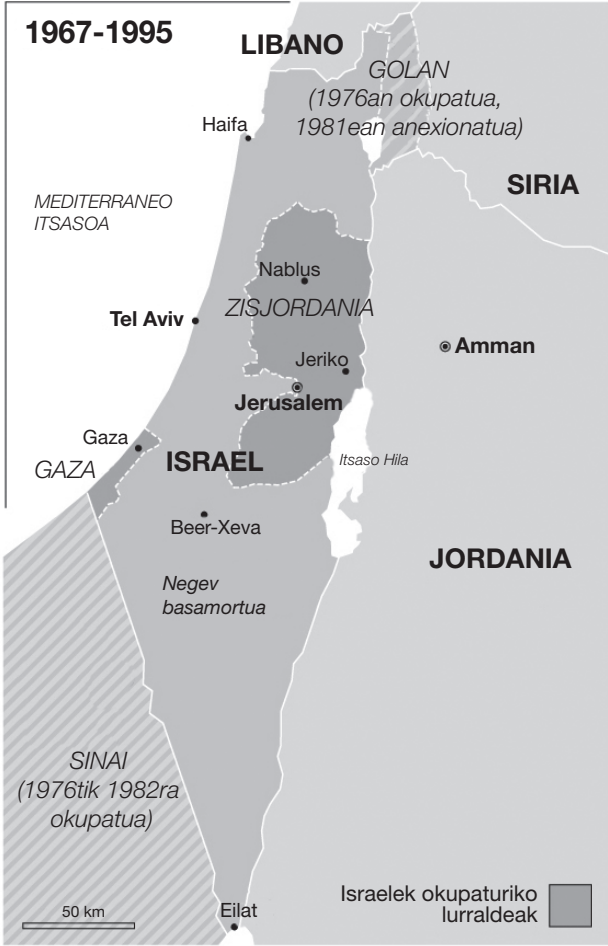 1967-1995
LIBANO
GOLAN
(1976an okupatua,
1981ean anexionatua)
Haifa
SIRIA
MEDITERRANEO
ITSASOA
Nablus
ZISJORDANIA
Tel Aviv
Amman
Jeriko
Jerusalem
Gaza
GAZA
ISRAEL
Itsaso Hila
Beer-Xeva
JORDANIA
Negev
basamortua
SINAI
(1976tik 1982ra
okupatua)
Israelek okupaturiko
lurraldeak
50 km
Eilat